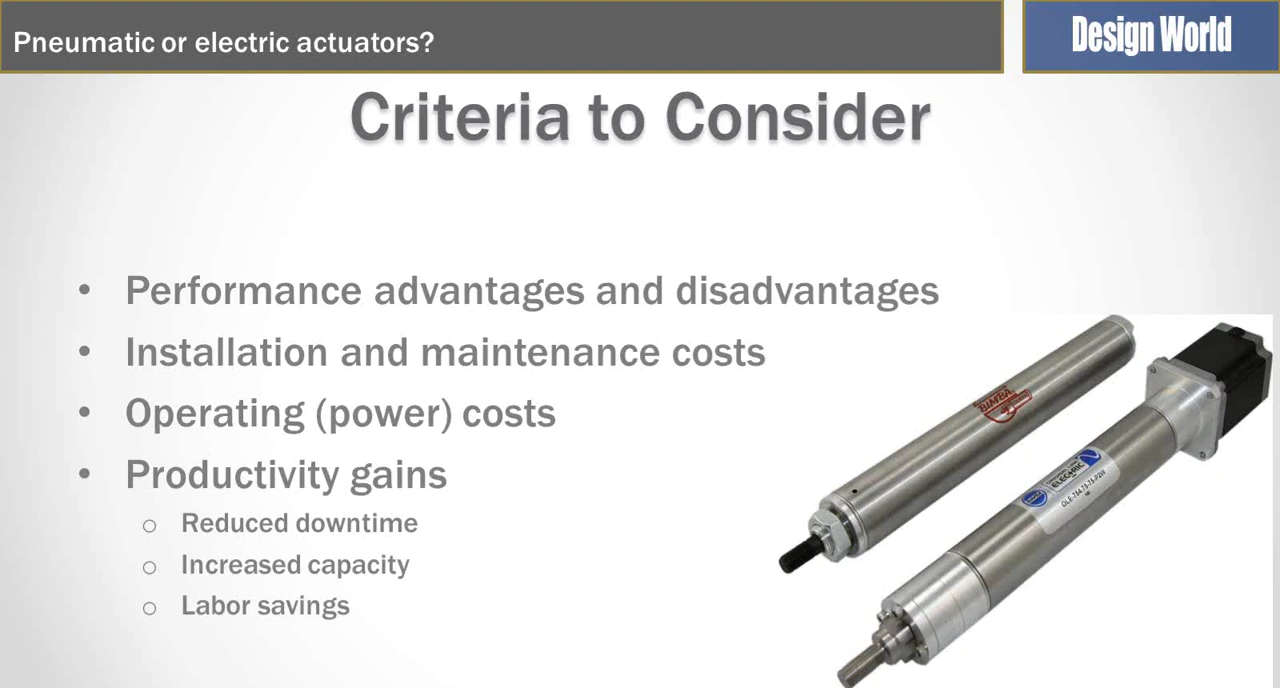 Pneumatic or electric actuators?
Design World
Criteria to Consider
• Performance advantages and disadvantages
• Installation and maintenance costs
• Operating (power) costs
• Productivity gains
○ Reduced downtime
○ Increased capacity
○ Labor savings
BIMBA
ELECTRIC